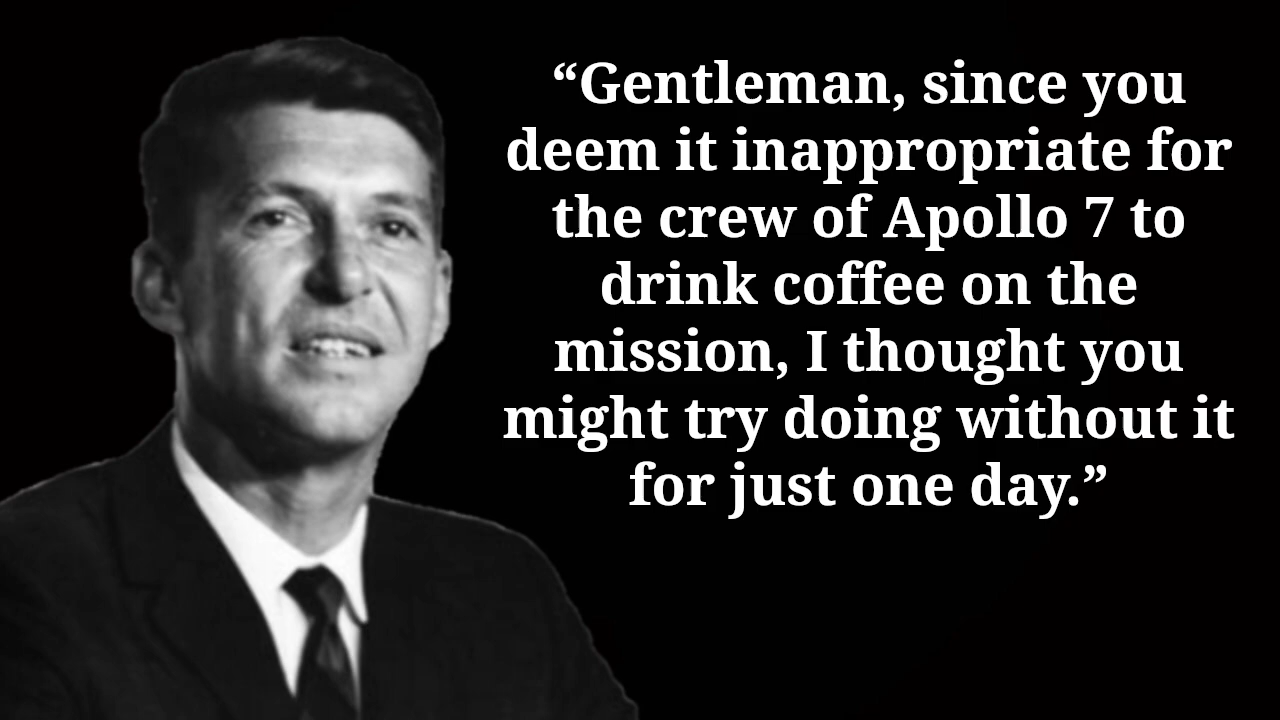 “Gentleman, since you
deem it inappropriate for
the crew of Apollo 7 to
drink coffee on the
mission, I thought you
might try doing without it
for just one day.”